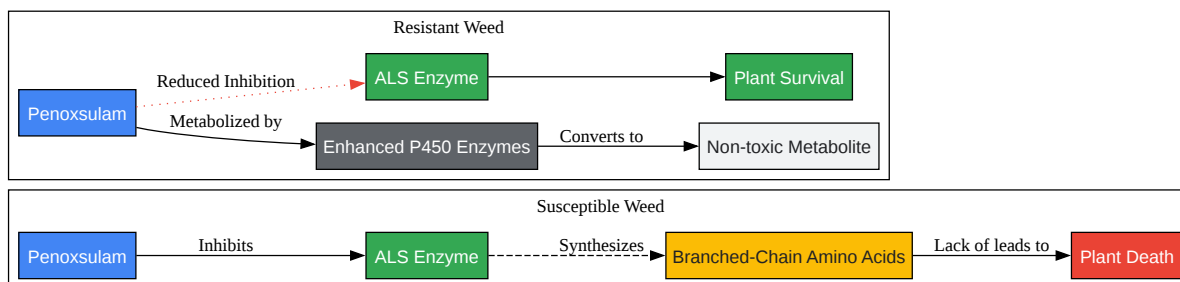 Resistant Weed
Reduced Inhibition
ALS Enzyme
Plant Survival
Penoxsulam
Metabolized by
Enhanced P450 Enzymes
Converts to
Non-toxic Metabolite
Susceptible Weed
Penoxsulam
Inhibits
ALS Enzyme
Synthesizes
Branched-Chain Amino Acids
Lack of leads to
Plant Death